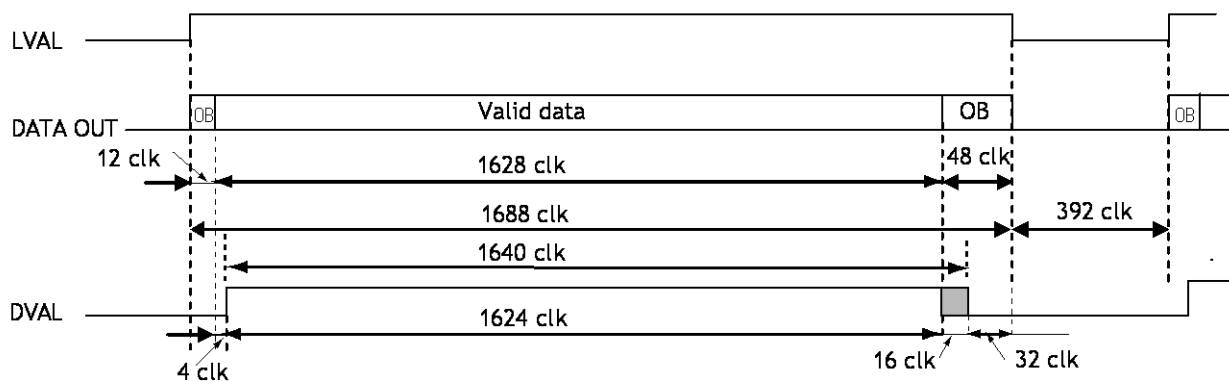 LVAL
OB Valid data OB OB
DATA OUT
12 clk 1628 clk 48 clk
1688 clk 392 clk
1640 clk
DVAL
1624 clk
4 clk 16 clk 32 clk